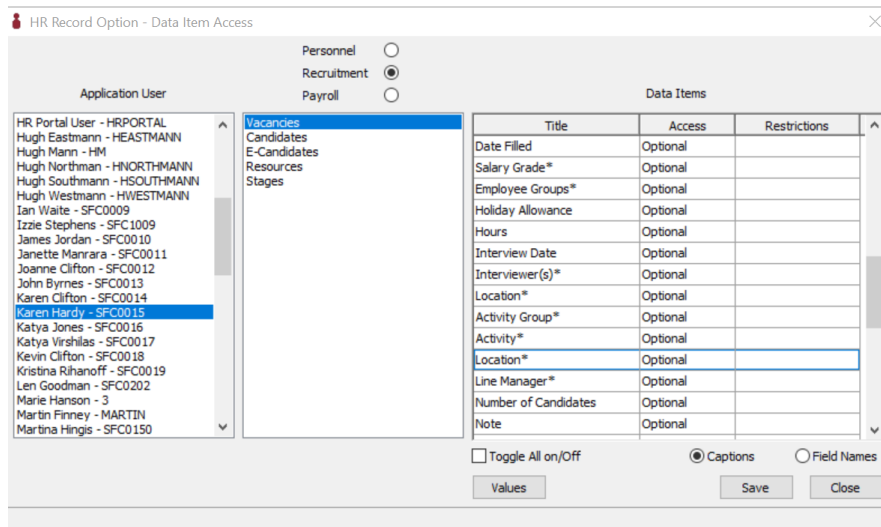 HR Record Option - Data Item Access
Personnel
Recruitment
Payroll
Application User
Data Items
HR Portal User - HRPORTAL
Hugh Eastmann - HEASTMANN
Hugh Mann - HM
Hugh Northman - HNORTHMANN
Hugh Southmann - HSOUTHMANN
Hugh Westmann - HWESTMANN
Ian Waite - SFC0009
Izzie Stephens - SFC1009
James Jordan - SFC0010
Janette Manrara - SFC0011
Joanne Clifton - SFC0012
John Byrnes - SFC0013
Karen Clifton - SFC0014
Karen Hardy - SFC0015
Katya Jones - SFC0016
Katya Virshilas - SFC0017
Kevin Clifton - SFC0018
Kristina Rihanoff - SFC0019
Len Goodman - SFC0202
Marie Hanson - 3
Martin Finney - MARTIN
Martina Hingis - SFC0150
Vacancies
Candidates
E-Candidates
Resources
Stages
Title Access Restrictions
Date Filled Optional
Salary Grade* Optional
Employee Groups* Optional
Holiday Allowance Optional
Hours Optional
Interview Date Optional
Interviewer(s)* Optional
Location* Optional
Activity Group* Optional
Activity* Optional
Location* Optional
Line Manager* Optional
Number of Candidates Optional
Note Optional
Toggle All on/Off Captions Field Names
Values Save Close